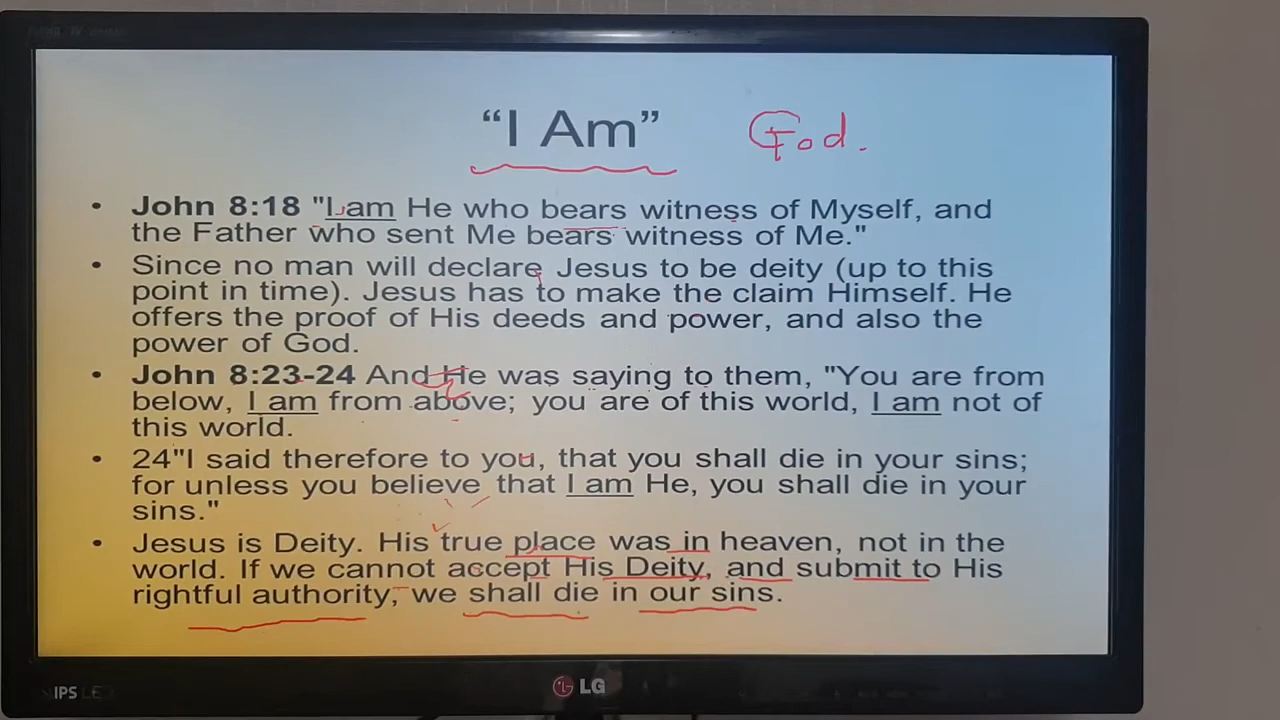 "I Am" God.
• John 8:18 "I am He who bears witness of Myself, and
the Father who sent Me bears witness of Me."
• Since no man will declare Jesus to be deity (up to this
point in time). Jesus has to make the claim Himself. He
offers the proof of His deeds and power, and also the
power of God.
• John 8:23-24 And He was saying to them, "You are from
below, I am from above; you are of this world, I am not of
this world.
• 24"I said therefore to you, that you shall die in your sins;
for unless you believe that I am He, you shall die in your
sins."
• Jesus is Deity. His true place was in heaven, not in the
world. If we cannot accept His Deity, and submit to His
rightful authority, we shall die in our sins.
IPS LED LG